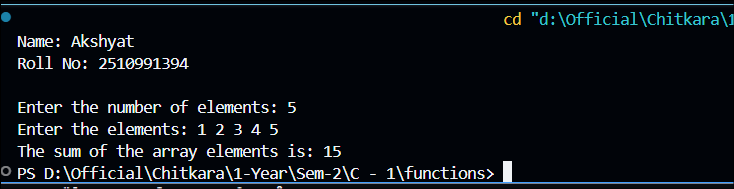 cd "d:\Official\Chitkara\1
Name: Akshyat
Roll No: 2510991394
Enter the number of elements: 5
Enter the elements: 1 2 3 4 5
The sum of the array elements is: 15
PS D:\Official\Chitkara\1-Year\Sem-2\C - 1\functions>